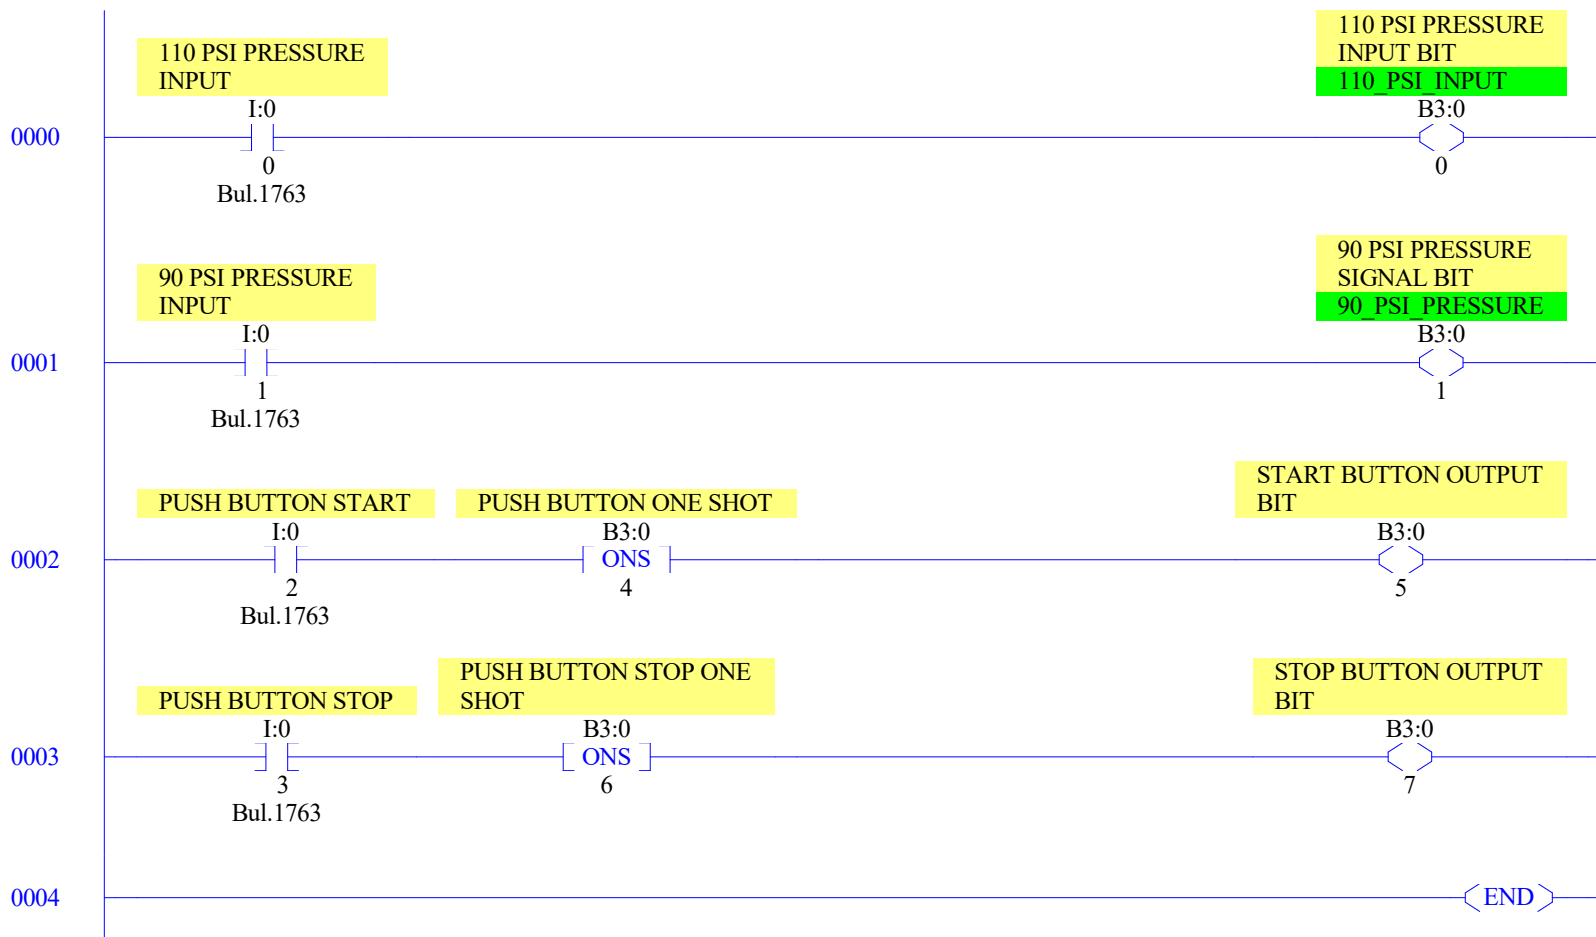 110 PSI PRESSURE
INPUT
I:0
0
Bul.1763
110 PSI PRESSURE
INPUT BIT
110_PSI_INPUT
B3:0
0
0000
90 PSI PRESSURE
INPUT
I:0
1
Bul.1763
90 PSI PRESSURE
SIGNAL BIT
90_PSI_PRESSURE
B3:0
1
0001
PUSH BUTTON START
I:0
2
Bul.1763
PUSH BUTTON ONE SHOT
B3:0
ONS
4
START BUTTON OUTPUT
BIT
B3:0
5
0002
PUSH BUTTON STOP
I:0
3
Bul.1763
PUSH BUTTON STOP ONE
SHOT
B3:0
ONS
6
STOP BUTTON OUTPUT
BIT
B3:0
7
0003
0004
END